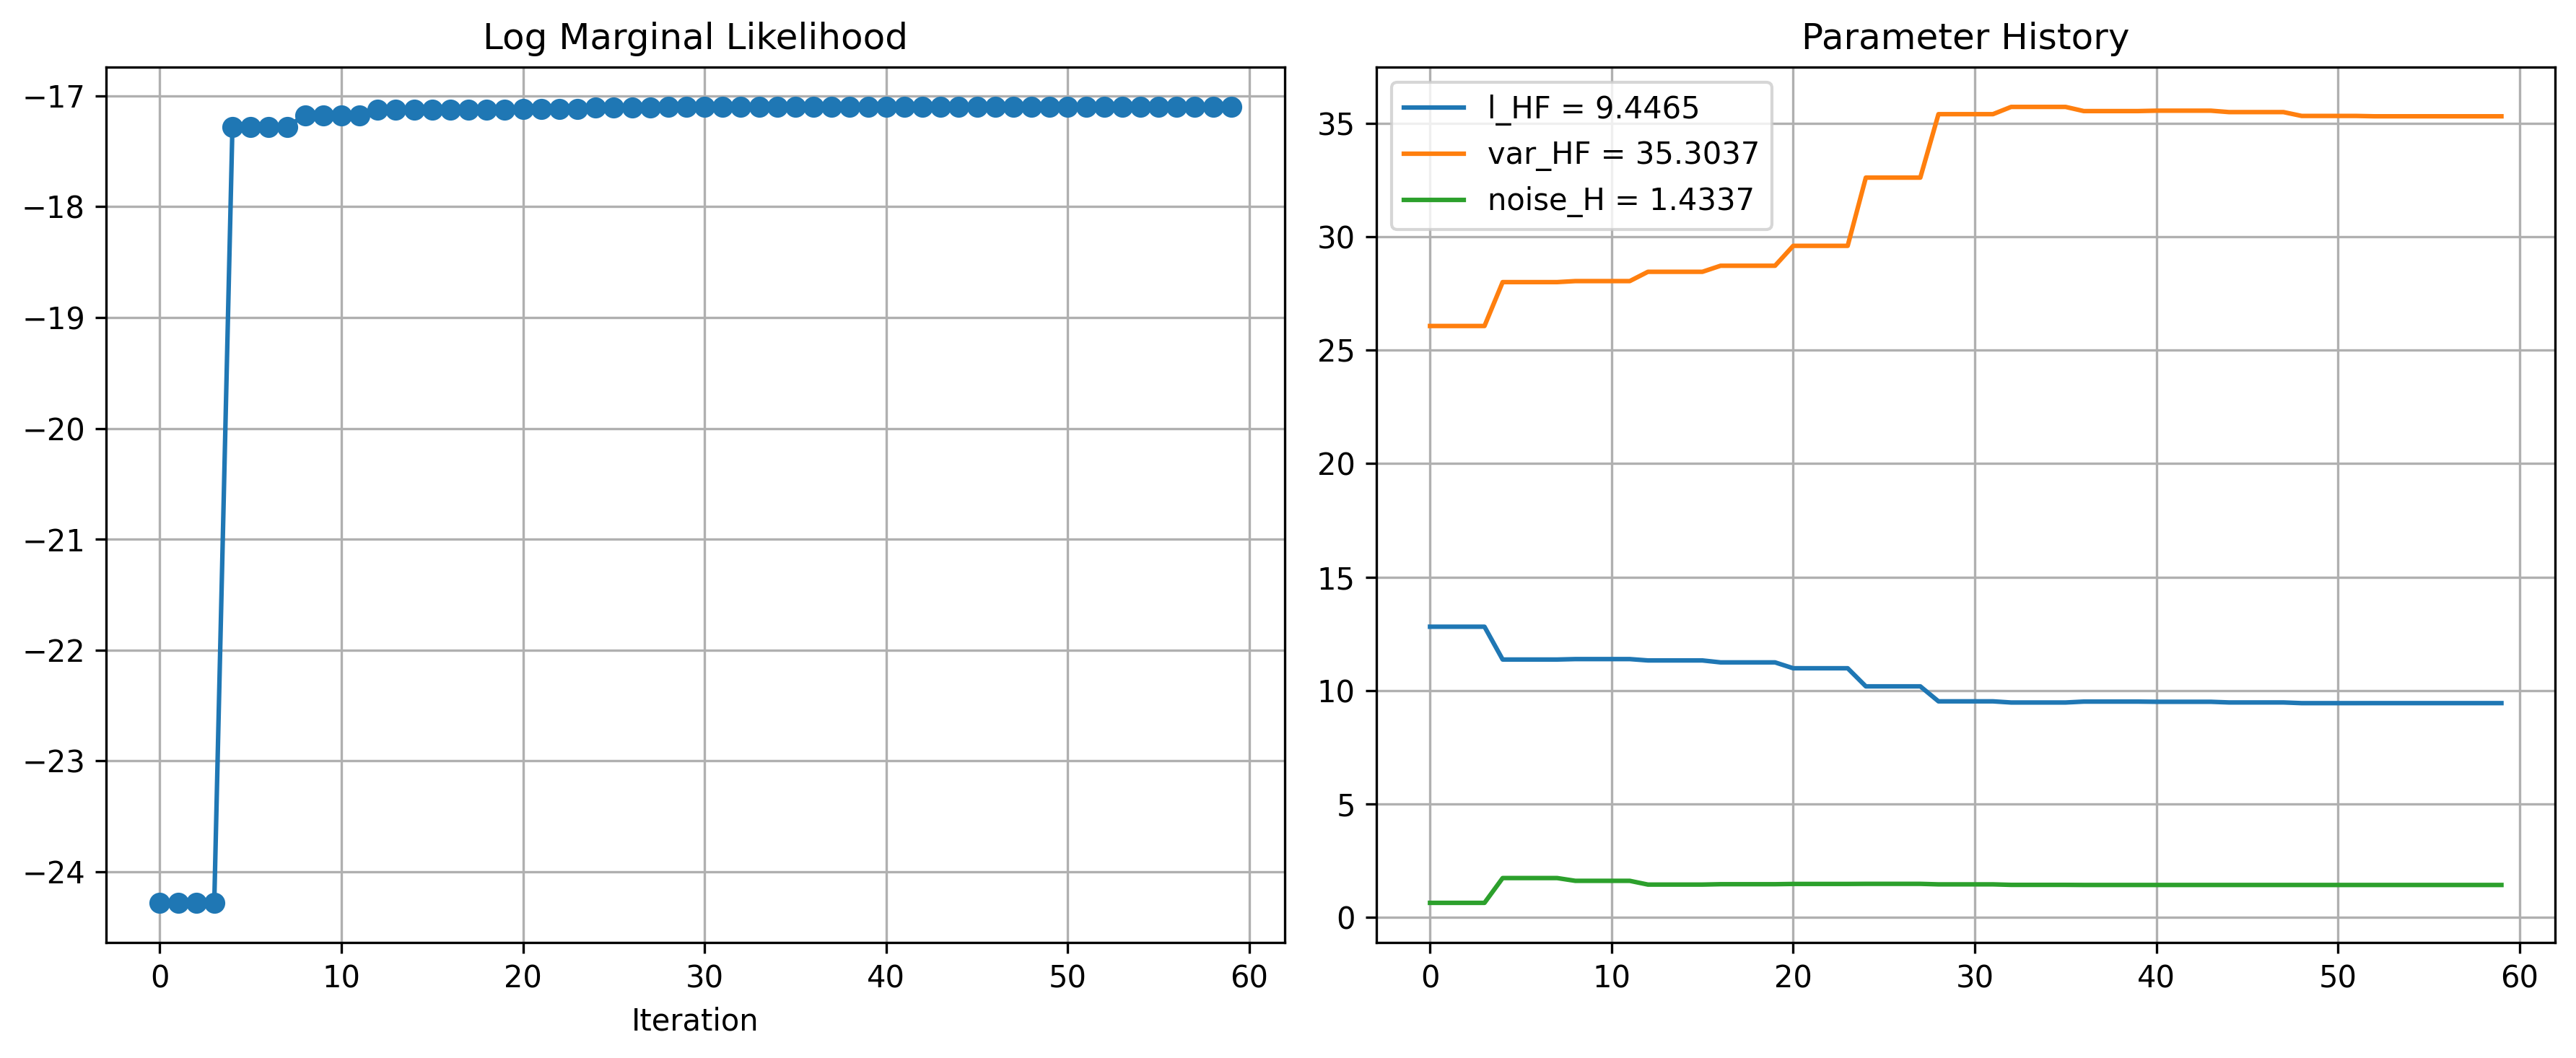 Log Marginal Likelihood
−17
−18
−19
−20
−21
−22
−23
−24
0 10 20 30 40 50 60
Iteration
Parameter History
l_HF = 9.4465
var_HF = 35.3037
noise_H = 1.4337
35
30
25
20
15
10
5
0
0 10 20 30 40 50 60